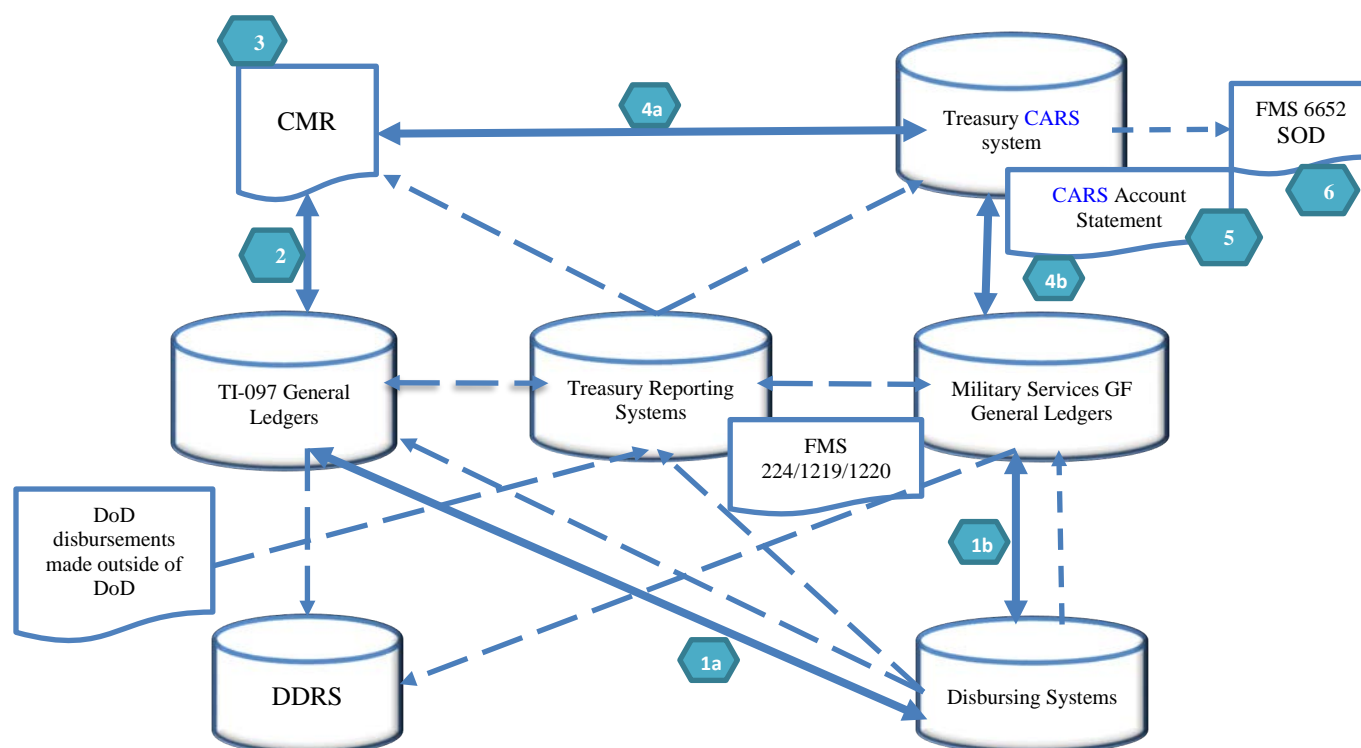 3
CMR
4a
Treasury CARS
system
FMS 6652
SOD
6
CARS Account
Statement
5
2
4b
TI-097 General
Ledgers
Treasury Reporting
Systems
Military Services GF
General Ledgers
FMS
224/1219/1220
DoD
disbursements
made outside of
DoD
1b
1a
DDRS
Disbursing Systems